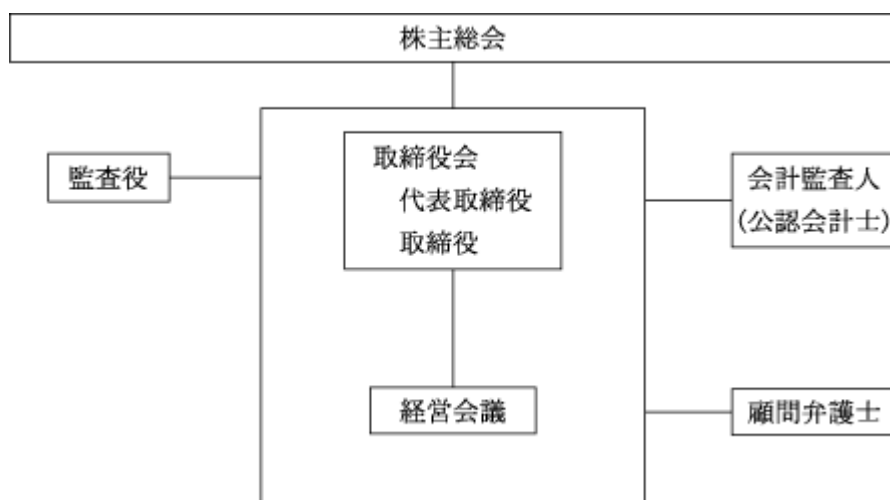 株主総会
監査役
取締役会
代表取締役
取締役
会計監査人
(公認会計士)
経営会議
顧問弁護士